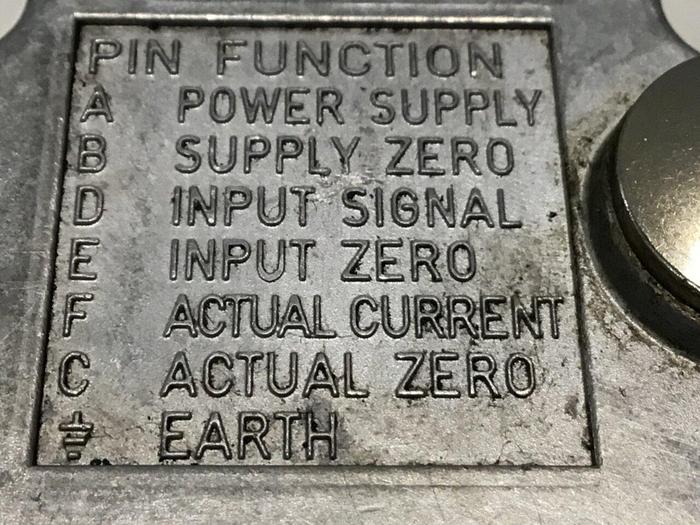 PIN FUNCTION
A POWER SUPPLY
B SUPPLY ZERO
D INPUT SIGNAL
E INPUT ZERO
F ACTUAL CURRENT
C ACTUAL ZERO
⏚ EARTH